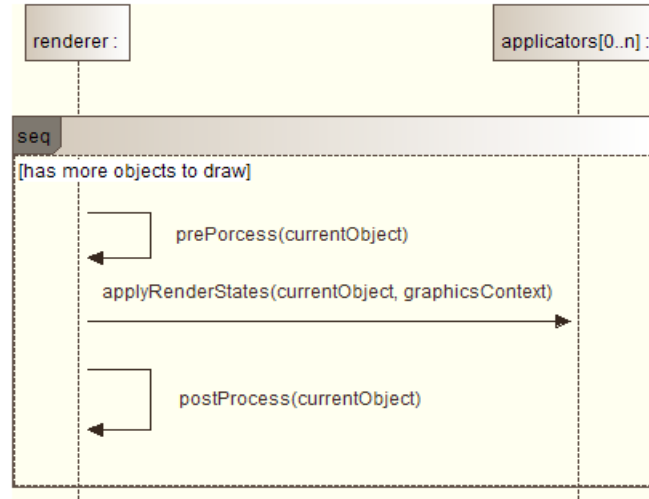 renderer :
applicators[0..n] :
seq
[has more objects to draw]
prePorcess(currentObject)
applyRenderStates(currentObject, graphicsContext)
postProcess(currentObject)